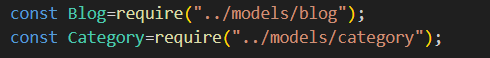 const Blog=require("../models/blog");
const Category=require("../models/category");